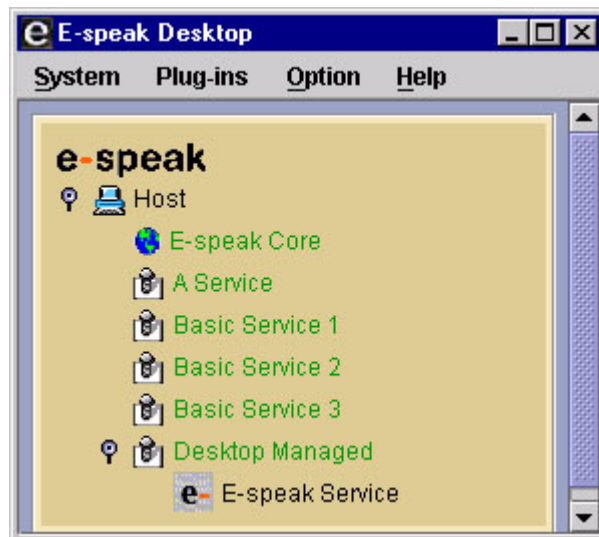 E-speak Desktop
System Plug-ins Option Help
e-speak
Host
E-speak Core
A Service
Basic Service 1
Basic Service 2
Basic Service 3
Desktop Managed
e- E-speak Service